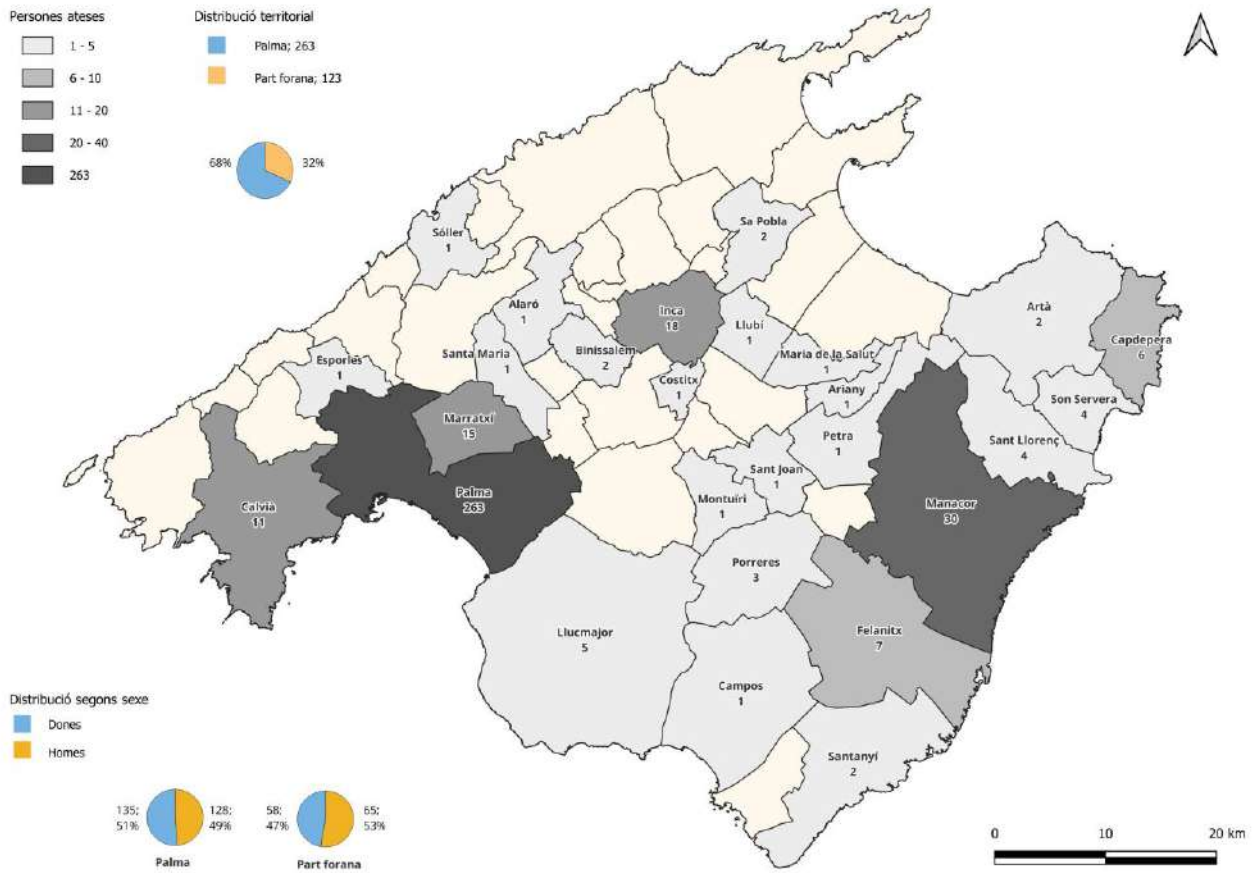 Persones ateses
1 - 5
6 - 10
11 - 20
20 - 40
263
Distribució territorial
Palma; 263
Part forana; 123
68%
32%
Sóller
1
Sa Pobla
2
Alaró
1
Inca
18
Llubí
1
Artà
2
Capdepera
6
Esporles
1
Santa Maria
1
Binissalem
2
Maria de la Salut
1
Costitx
1
Ariany
1
Son Servera
4
Marratxí
15
Petra
1
Sant Llorenç
4
Sant Joan
1
Palma
263
Montuïri
1
Manacor
30
Calvià
11
Porreres
3
Llucmajor
5
Felanitx
7
Campos
1
Santanyí
2
Distribució segons sexe
Dones
Homes
135;
51%
128;
49%
Palma
58;
47%
65;
53%
Part forana
0
10
20 km